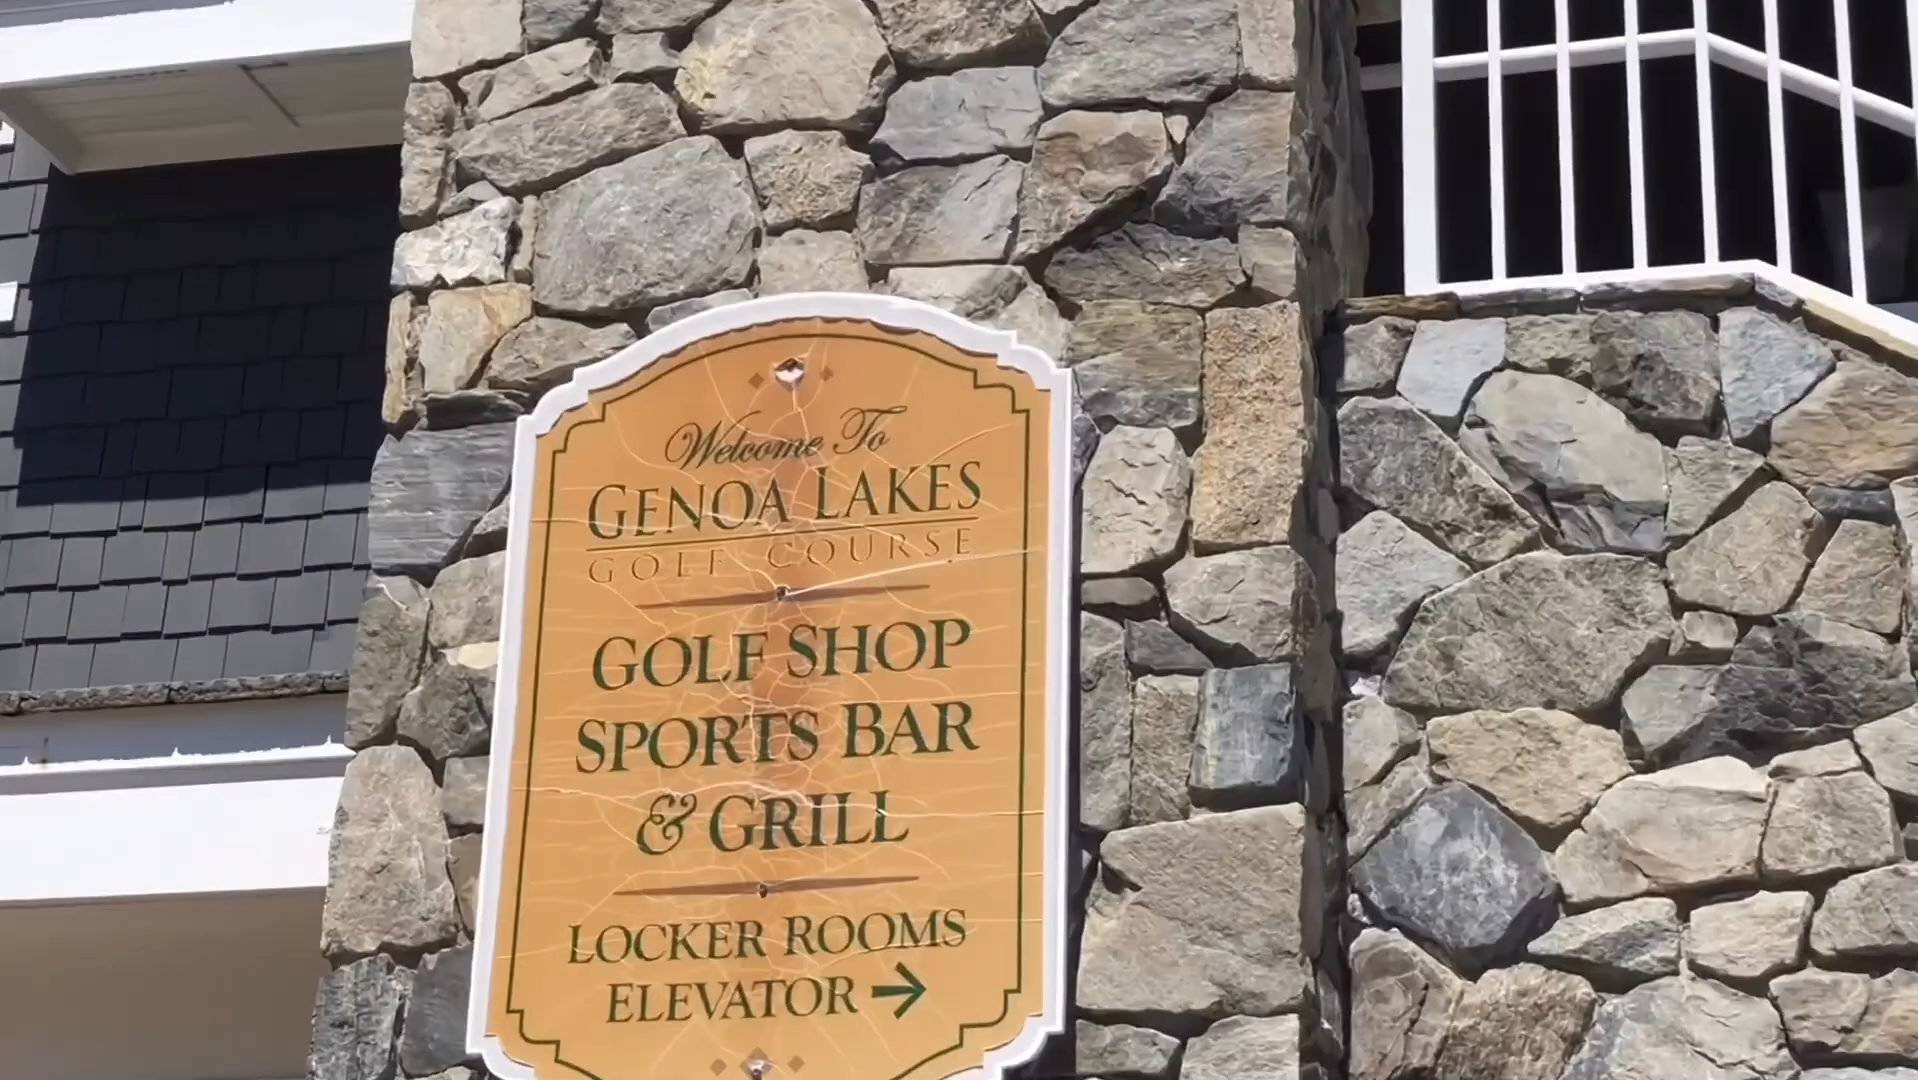 Welcome To
GENOA LAKES
GOLF COURSE
GOLF SHOP
SPORTS BAR
& GRILL
LOCKER ROOMS
ELEVATOR →